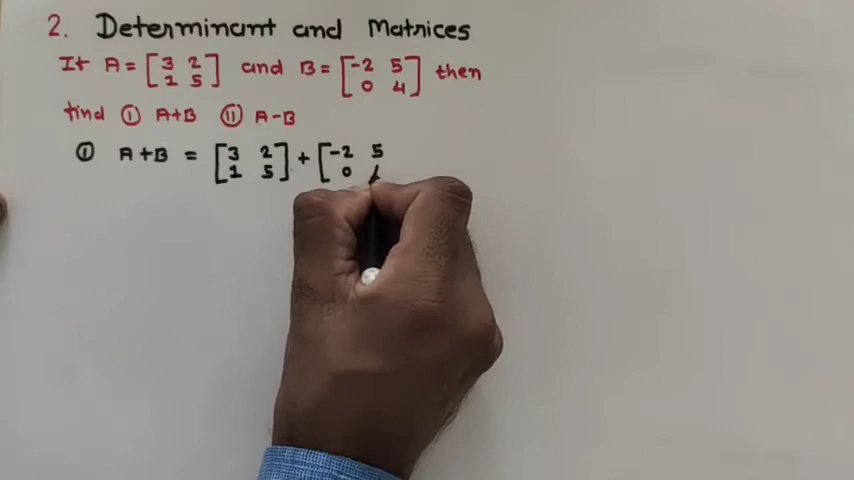 2. Determinant and Matrices
If A = [3 2 and B = [-2 5 then
1 5] 0 4]
find (i) A+B (ii) A-B
(i) A+B = [3 2 + [-2 5
1 5] 0